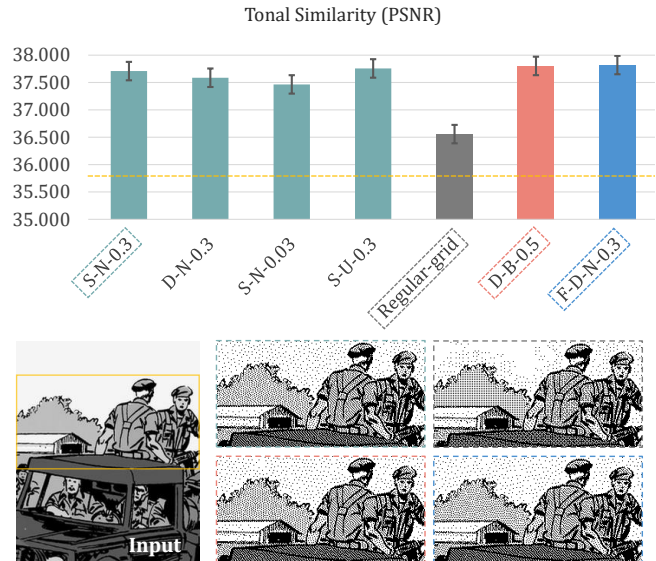 Tonal Similarity (PSNR)
38.000
37.500
37.000
36.500
36.000
35.500
35.000
S-N-0.3
D-N-0.3
S-N-0.03
S-U-0.3
Regular-grid
D-B-0.5
F-D-N-0.3
Input